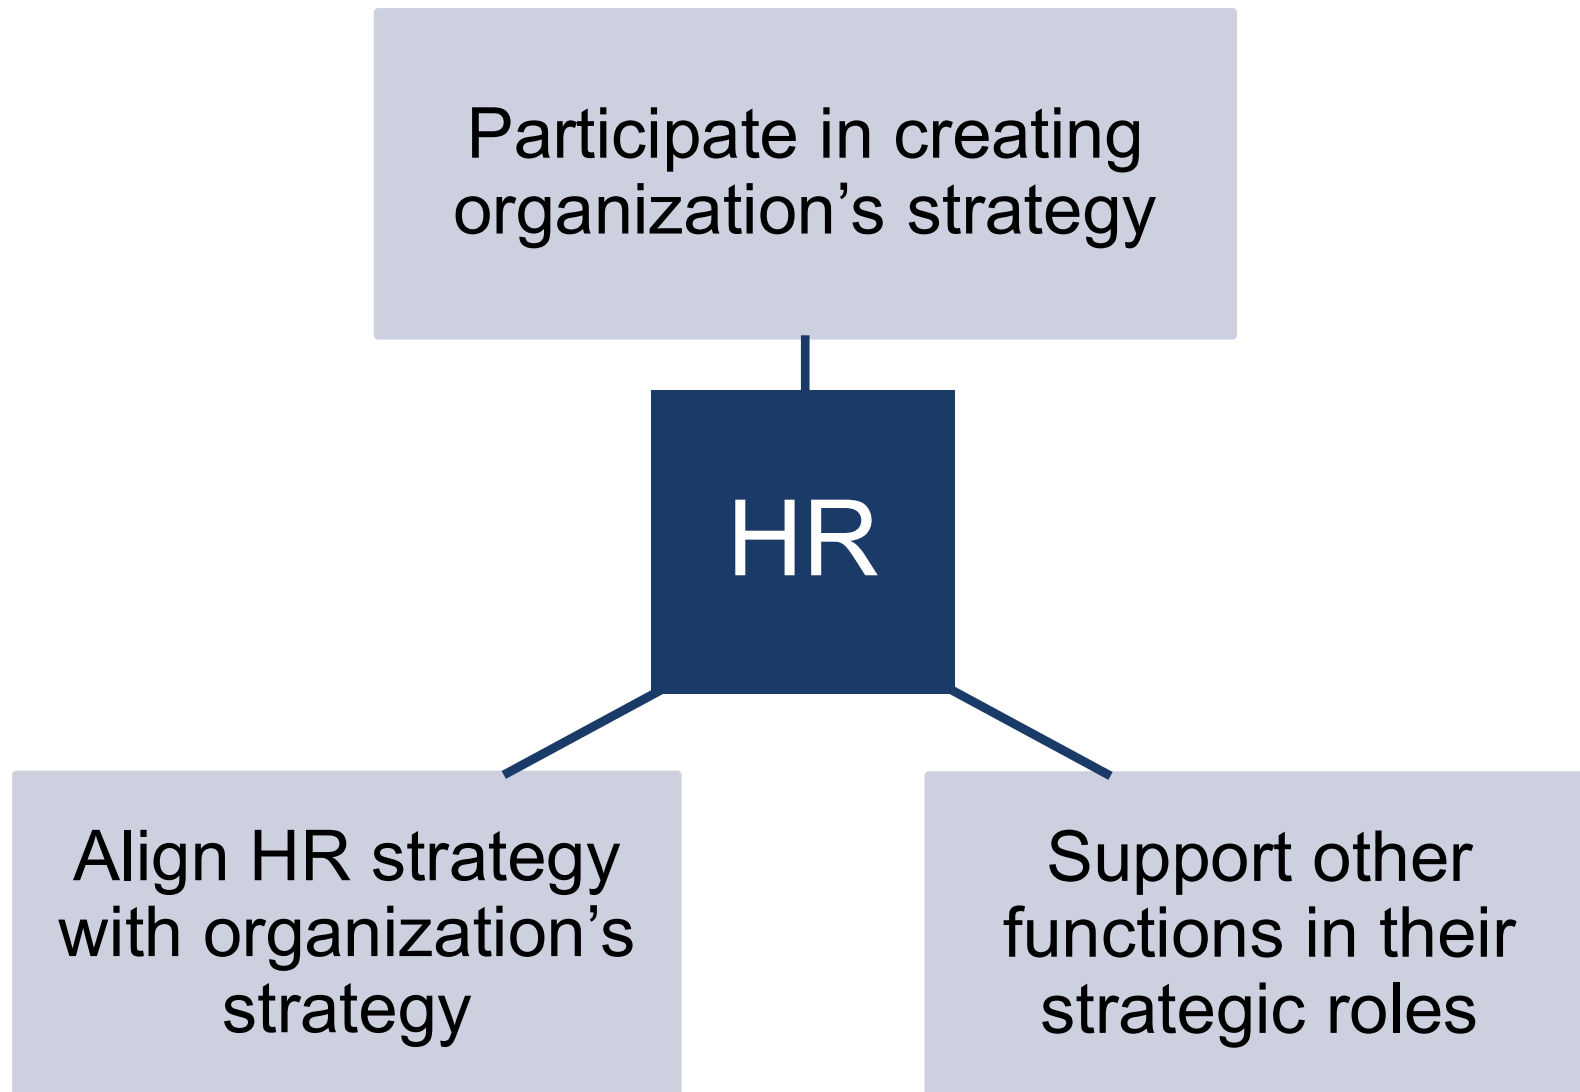 Participate in creating
organization’s strategy
HR
Align HR strategy
with organization’s
strategy
Support other
functions in their
strategic roles